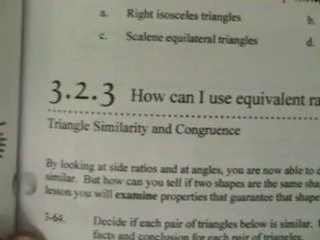 a. Right isosceles triangles b.
c. Scalene equilateral triangles d.
3.2.3 How can I use equivalent ra
Triangle Similarity and Congruence
By looking at side ratios and at angles, you are now able to d
similar. But how can you tell if two shapes are the same sha
lesson you will examine properties that guarantee that shape
3-64. Decide if each pair of triangles below is similar.
facts and conclusion for each pair of triangles.